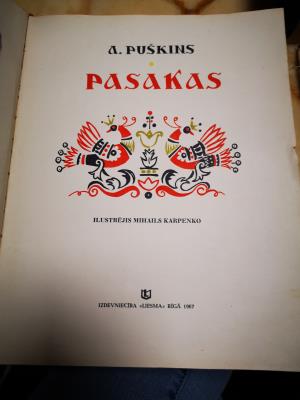 A. PUŠKINS
PASAKAS
ILUSTRĒJIS MIHAILS KARPENKO
IZDEVNIECĪBA «LIESMA» RĪGĀ 1967